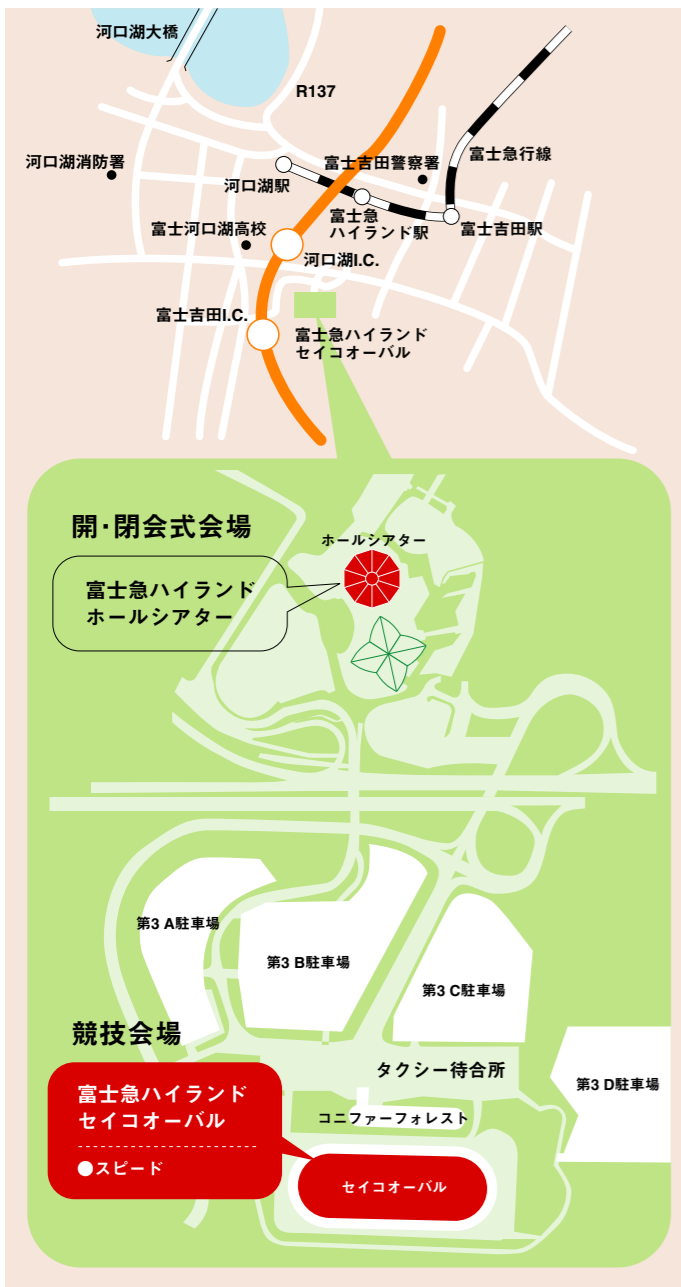 河口湖大橋
R137
河口湖消防署
富士吉田警察署
富士急行線
河口湖駅
富士急
ハイランド駅
富士吉田駅
富士河口湖高校
河口湖I.C.
富士吉田I.C.
富士急ハイランド
セイコオーバル
開・閉会式会場
ホールシアター
富士急ハイランド
ホールシアター
第3 A駐車場
第3 B駐車場
第3 C駐車場
競技会場
タクシー待合所
第3 D駐車場
富士急ハイランド
セイコオーバル
コニファーフォレスト
●スピード
セイコオーバル